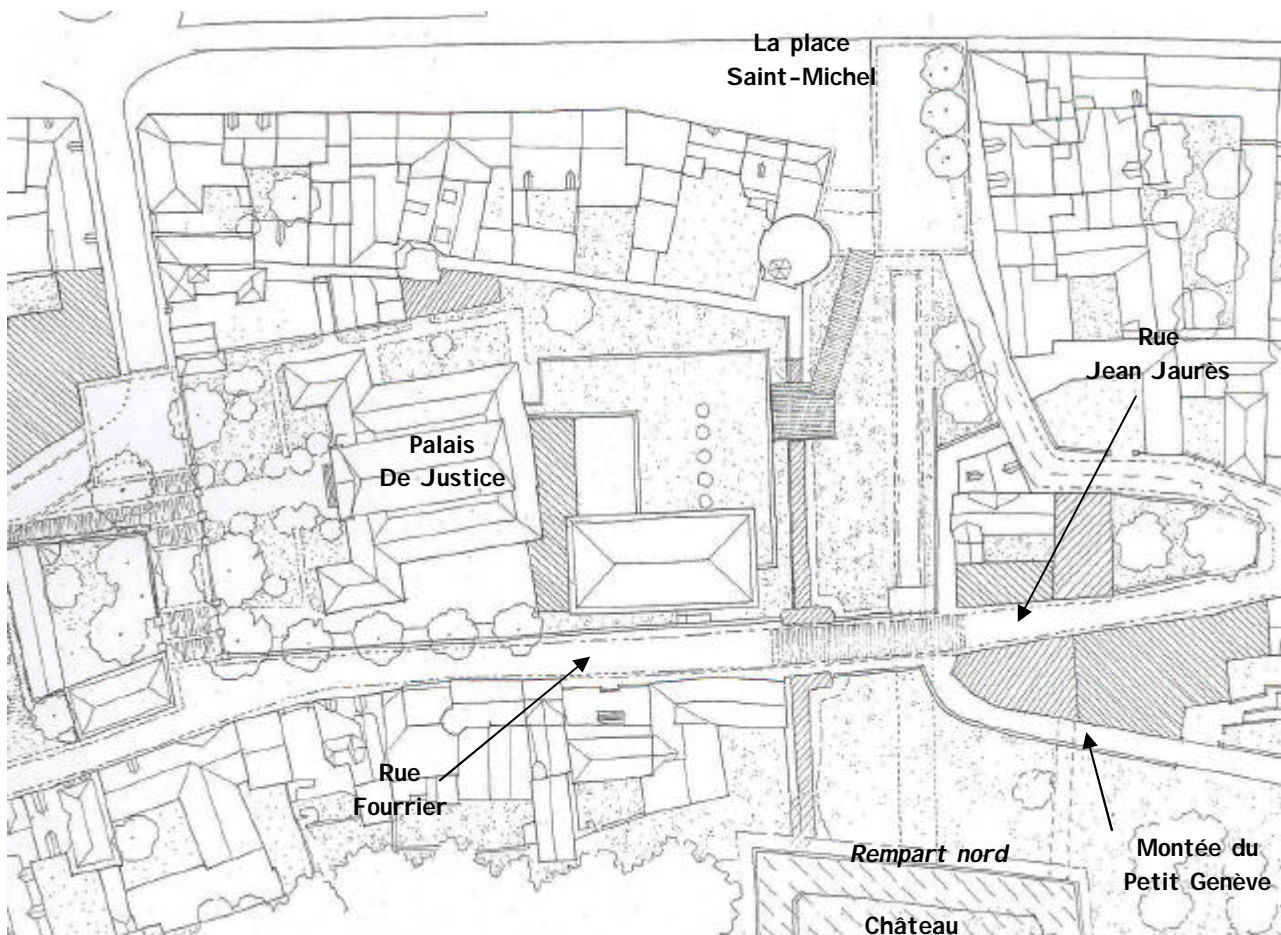 La place
Saint-Michel
Rue
Jean Jaurès
Palais
De Justice
Rue
Fourrier
Rempart nord
Montée du
Petit Genève
Château